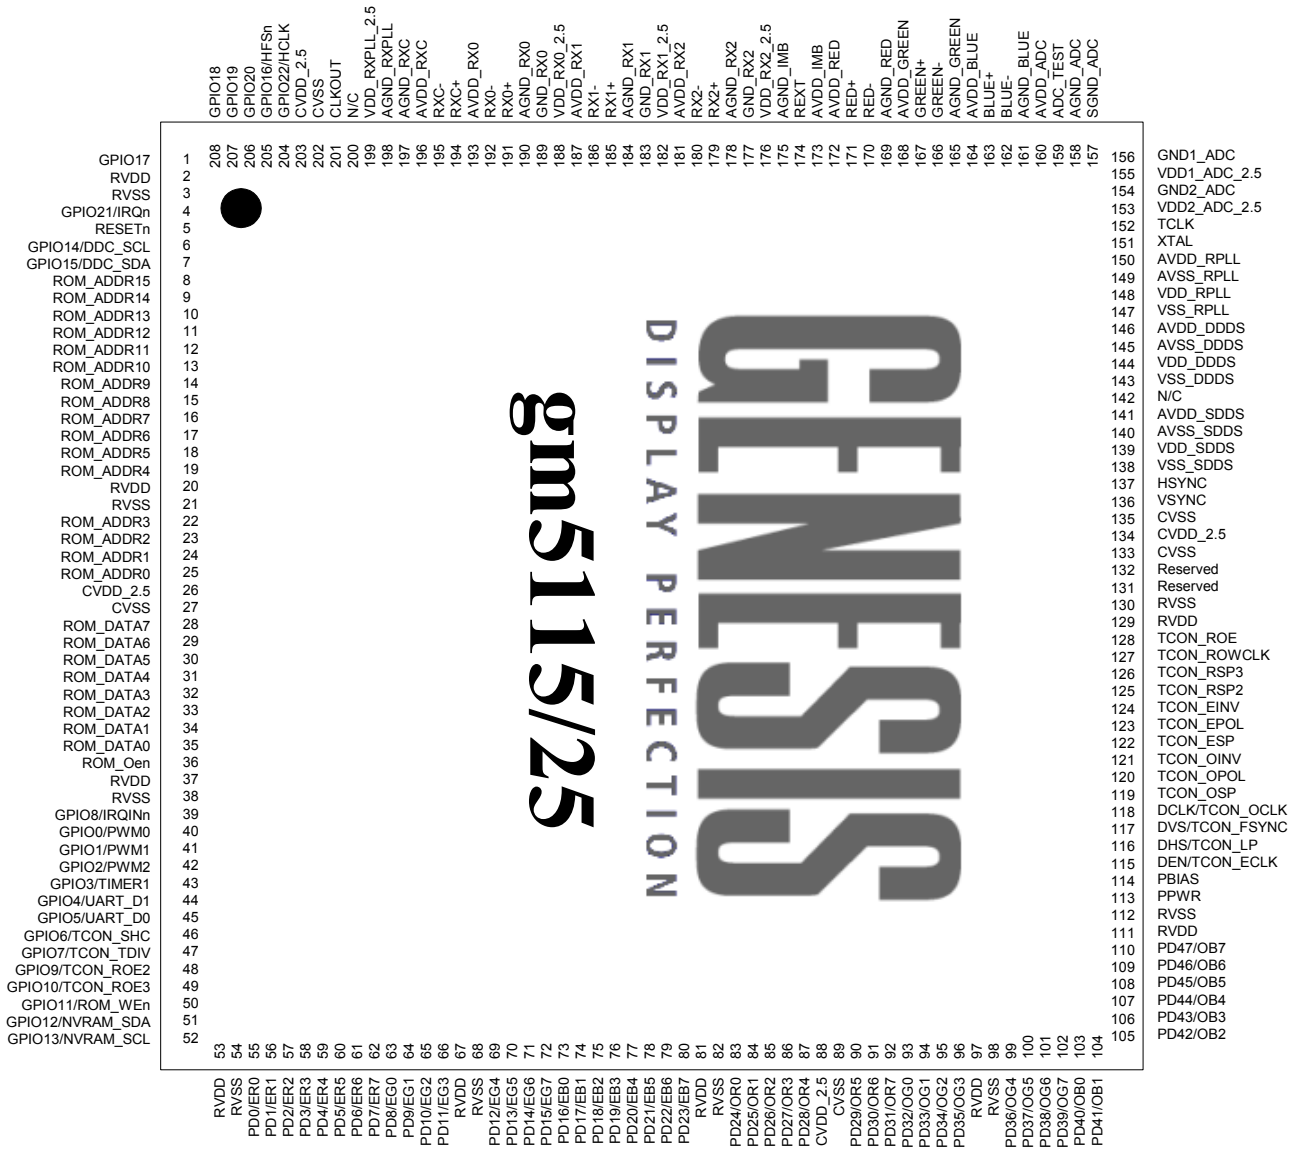 GPIO18
GPIO19
GPIO20
GPIO16/HFSn
GPIO22/HCLK
CVDD_2.5
CVSS
CLKOUT
N/C
VDD_RXPLL_2.5
AGND_RXPLL
AGND_RXC
AVDD_RXC
RXC-
RXC+
AVDD_RX0
RX0-
RX0+
AGND_RX0
GND_RX0
VDD_RX0_2.5
AVDD_RX1
RX1-
RX1+
AGND_RX1
GND_RX1
VDD_RX1_2.5
AVDD_RX2
RX2-
RX2+
AGND_RX2
GND_RX2
VDD_RX2_2.5
AGND_IMB
REXT
AVDD_IMB
AVDD_RED
RED+
RED-
AGND_RED
AVDD_GREEN
GREEN+
GREEN-
AGND_GREEN
AVDD_BLUE
BLUE+
BLUE-
AGND_BLUE
AVDD_ADC
ADC_TEST
AGND_ADC
SGND_ADC
208
207
206
205
204
203
202
201
200
199
198
197
196
195
194
193
192
191
190
189
188
187
186
185
184
183
182
181
180
179
178
177
176
175
174
173
172
171
170
169
168
167
166
165
164
163
162
161
160
159
158
157
GPIO17 1
RVDD 2
RVSS 3
GPIO21/IRQn 4
RESETn 5
GPIO14/DDC_SCL 6
GPIO15/DDC_SDA 7
ROM_ADDR15 8
ROM_ADDR14 9
ROM_ADDR13 10
ROM_ADDR12 11
ROM_ADDR11 12
ROM_ADDR10 13
ROM_ADDR9 14
ROM_ADDR8 15
ROM_ADDR7 16
ROM_ADDR6 17
ROM_ADDR5 18
ROM_ADDR4 19
RVDD 20
RVSS 21
ROM_ADDR3 22
ROM_ADDR2 23
ROM_ADDR1 24
ROM_ADDR0 25
CVDD_2.5 26
CVSS 27
ROM_DATA7 28
ROM_DATA6 29
ROM_DATA5 30
ROM_DATA4 31
ROM_DATA3 32
ROM_DATA2 33
ROM_DATA1 34
ROM_DATA0 35
ROM_Oen 36
RVDD 37
RVSS 38
GPIO8/IRQINn 39
GPIO0/PWM0 40
GPIO1/PWM1 41
GPIO2/PWM2 42
GPIO3/TIMER1 43
GPIO4/UART_D1 44
GPIO5/UART_D0 45
GPIO6/TCON_SHC 46
GPIO7/TCON_TDIV 47
GPIO9/TCON_ROE2 48
GPIO10/TCON_ROE3 49
GPIO11/ROM_WEn 50
GPIO12/NVRAM_SDA 51
GPIO13/NVRAM_SCL 52
GENESIS
DISPLAY PERFECTION
gm5115/25
156 GND1_ADC
155 VDD1_ADC_2.5
154 GND2_ADC
153 VDD2_ADC_2.5
152 TCLK
151 XTAL
150 AVDD_RPLL
149 AVSS_RPLL
148 VDD_RPLL
147 VSS_RPLL
146 AVDD_DDDS
145 AVSS_DDDS
144 VDD_DDDS
143 VSS_DDDS
142 N/C
141 AVDD_SDDS
140 AVSS_SDDS
139 VDD_SDDS
138 VSS_SDDS
137 HSYNC
136 VSYNC
135 CVSS
134 CVDD_2.5
133 CVSS
132 Reserved
131 Reserved
130 RVSS
129 RVDD
128 TCON_ROE
127 TCON_ROWCLK
126 TCON_RSP3
125 TCON_RSP2
124 TCON_EINV
123 TCON_EPOL
122 TCON_ESP
121 TCON_OINV
120 TCON_OPOL
119 TCON_OSP
118 DCLK/TCON_OCLK
117 DVS/TCON_FSYNC
116 DHS/TCON_LP
115 DEN/TCON_ECLK
114 PBIAS
113 PPWR
112 RVSS
111 RVDD
110 PD47/OB7
109 PD46/OB6
108 PD45/OB5
107 PD44/OB4
106 PD43/OB3
105 PD42/OB2
53
54
55
56
57
58
59
60
61
62
63
64
65
66
67
68
69
70
71
72
73
74
75
76
77
78
79
80
81
82
83
84
85
86
87
88
89
90
91
92
93
94
95
96
97
98
99
100
101
102
103
104
RVDD
RVSS
PD0/ER0
PD1/ER1
PD2/ER2
PD3/ER3
PD4/ER4
PD5/ER5
PD6/ER6
PD7/ER7
PD8/EG0
PD9/EG1
PD10/EG2
PD11/EG3
RVDD
RVSS
PD12/EG4
PD13/EG5
PD14/EG6
PD15/EG7
PD16/EB0
PD17/EB1
PD18/EB2
PD19/EB3
PD20/EB4
PD21/EB5
PD22/EB6
PD23/EB7
RVDD
RVSS
PD24/OR0
PD25/OR1
PD26/OR2
PD27/OR3
PD28/OR4
CVDD_2.5
CVSS
PD29/OR5
PD30/OR6
PD31/OR7
PD32/OG0
PD33/OG1
PD34/OG2
PD35/OG3
RVDD
RVSS
PD36/OG4
PD37/OG5
PD38/OG6
PD39/OG7
PD40/OB0
PD41/OB1